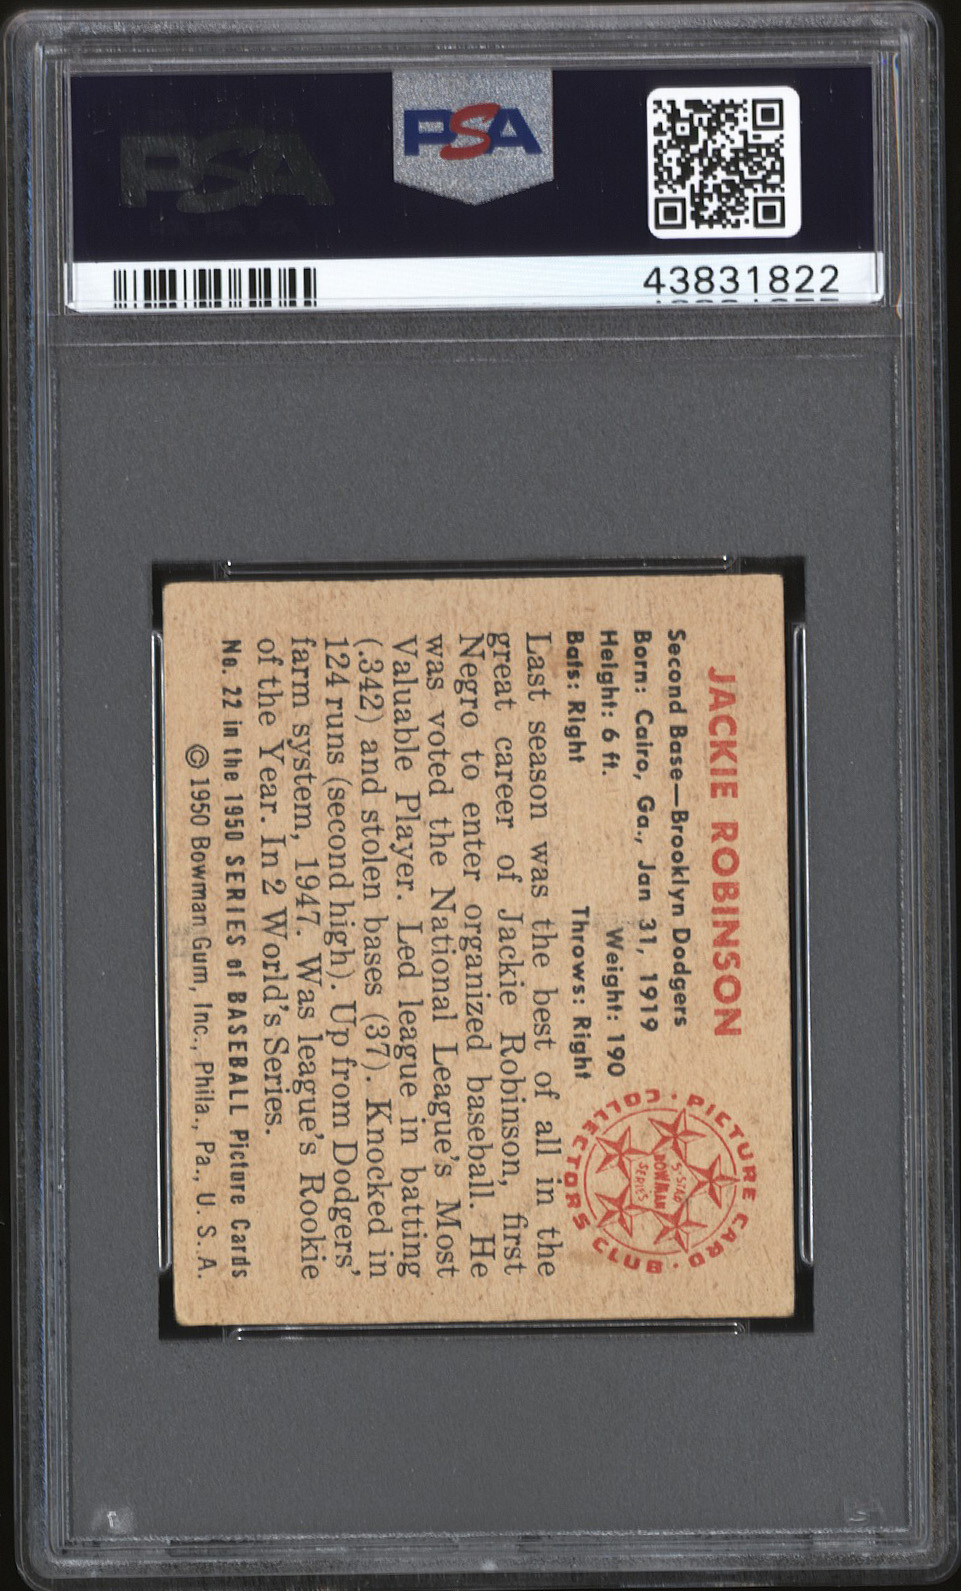 PSA
PSA
43831822
JACKIE ROBINSON
Second Base—Brooklyn Dodgers
Born: Cairo, Ga., Jan 31, 1919
Height: 6 ft. Weight: 190
Bats: Right Throws: Right
Last season was the best of all in the
great career of Jackie Robinson, first
Negro to enter organized baseball. He
was voted the National League's Most
Valuable Player. Led league in batting
(.342) and stolen bases (37). Knocked in
124 runs (second high). Up from Dodgers'
farm system, 1947. Was league's Rookie
of the Year. In 2 World's Series.
No. 22 in the 1950 SERIES of BASEBALL Picture Cards
© 1950 Bowman Gum, Inc., Phila., Pa., U. S. A.
PICTURE CARD · COLLECTORS CLUB ·
5-STAR
BOWMAN
SERIES